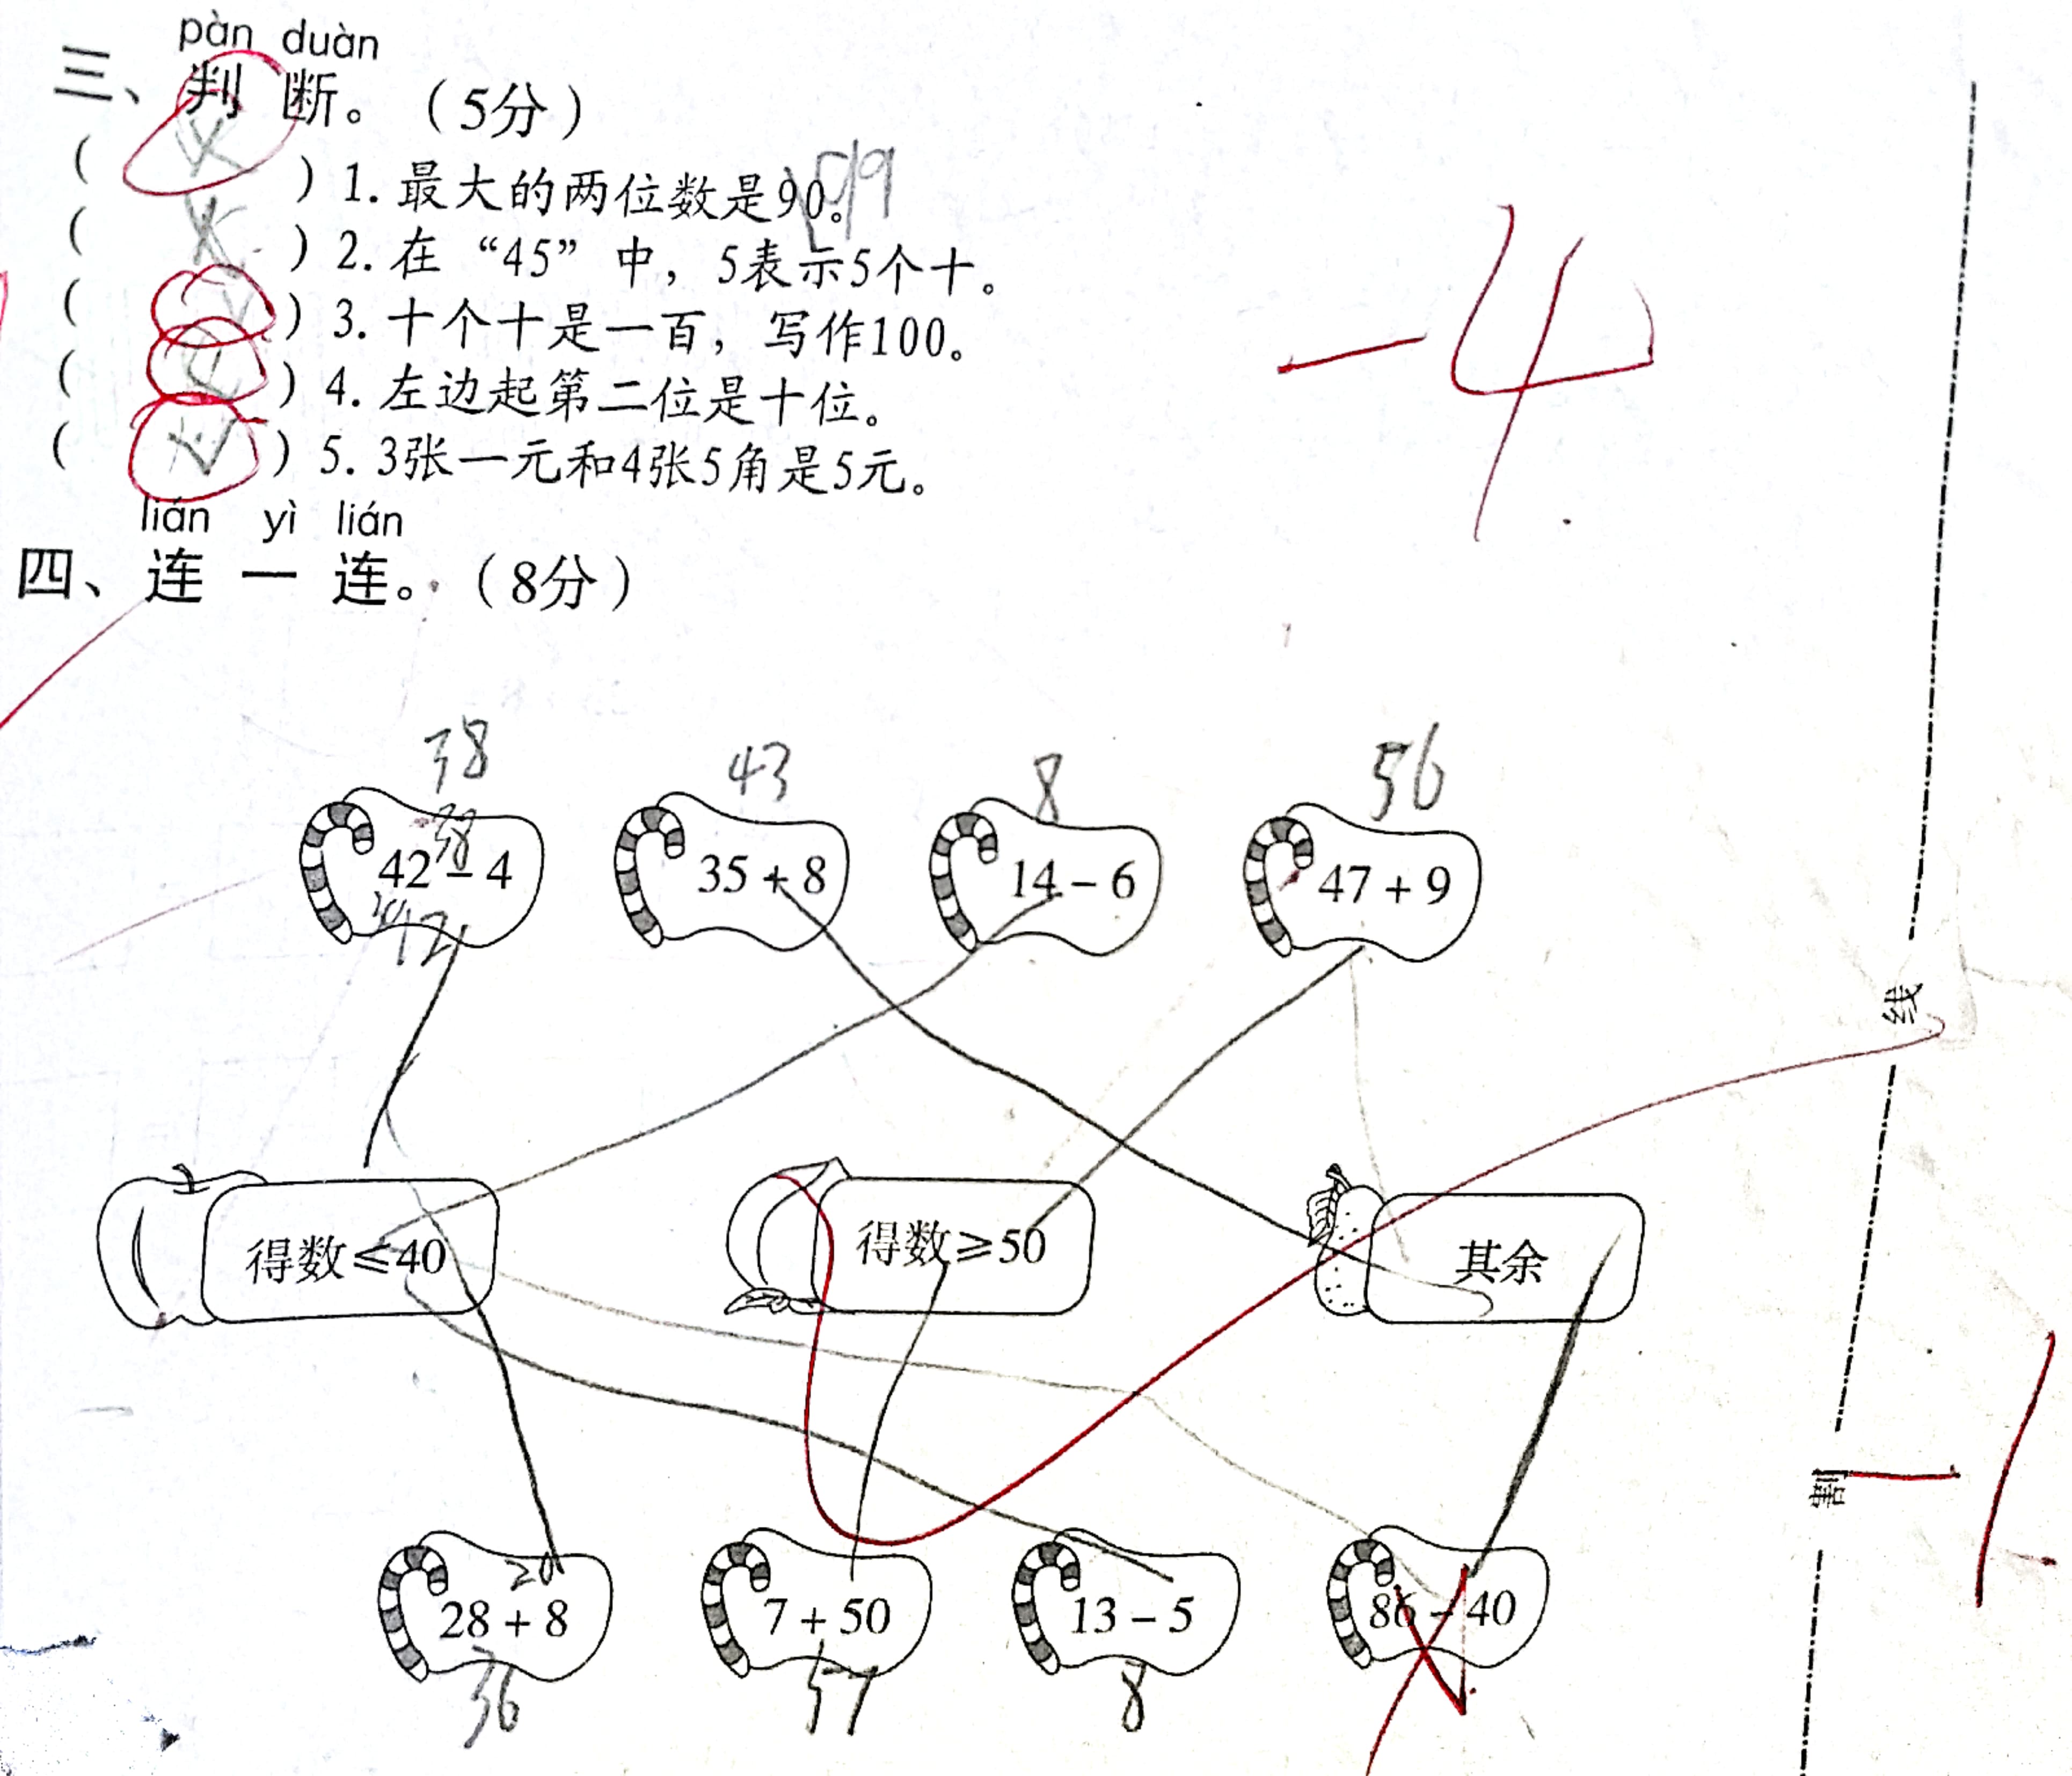 pàn duàn
三、判断。（5分）
（ ✗ ）1. 最大的两位数是90。 99
（ ✗ ）2. 在“45”中，5表示5个十。
（ ）3. 十个十是一百，写作100。
（ ）4. 左边起第二位是十位。
（ ✓ ）5. 3张一元和4张5角是5元。
-4
lián yì lián
四、连一连。（8分）
38 43 8 56
38
42-4 35+8 14-6 47+9
线
得数≤40 得数≥50 其余
割 -1
20
28+8 7+50 13-5 86-40
36 57 8